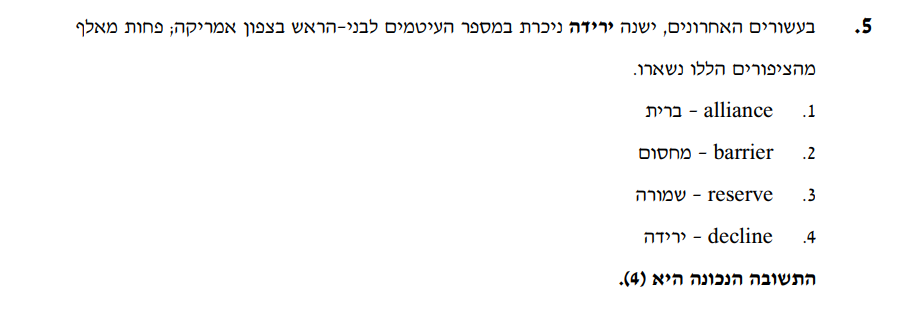 5. בעשורים האחרונים, ישנה ירידה ניכרת במספר העיטמים לבני-הראש בצפון אמריקה; פחות מאלף
מהציפורים הללו נשארו.
1. alliance – ברית
2. barrier – מחסום
3. reserve – שמורה
4. decline – ירידה
התשובה הנכונה היא (4).